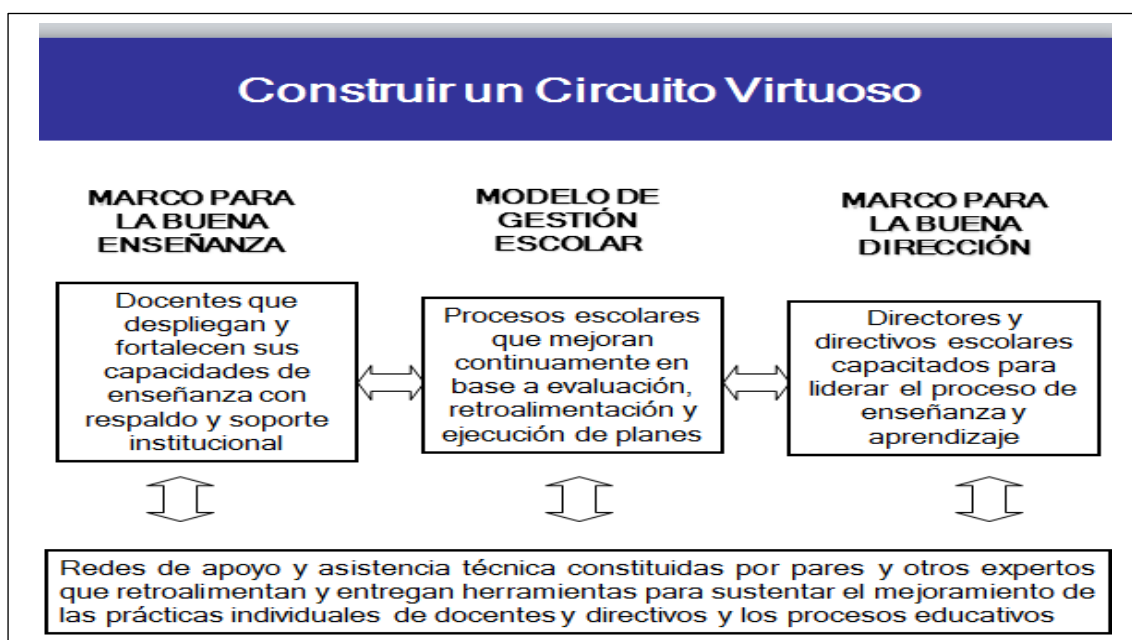 Construir un Circuito Virtuoso
MARCO PARA
LA BUENA
ENSEÑANZA
MODELO DE
GESTIÓN
ESCOLAR
MARCO PARA
LA BUENA
DIRECCIÓN
Docentes que
despliegan y
fortalecen sus
capacidades de
enseñanza con
respaldo y soporte
institucional
Procesos escolares
que mejoran
continuamente en
base a evaluación,
retroalimentación y
ejecución de planes
Directores y
directivos escolares
capacitados para
liderar el proceso de
enseñanza y
aprendizaje
Redes de apoyo y asistencia técnica constituidas por pares y otros expertos
que retroalimentan y entregan herramientas para sustentar el mejoramiento de
las prácticas individuales de docentes y directivos y los procesos educativos